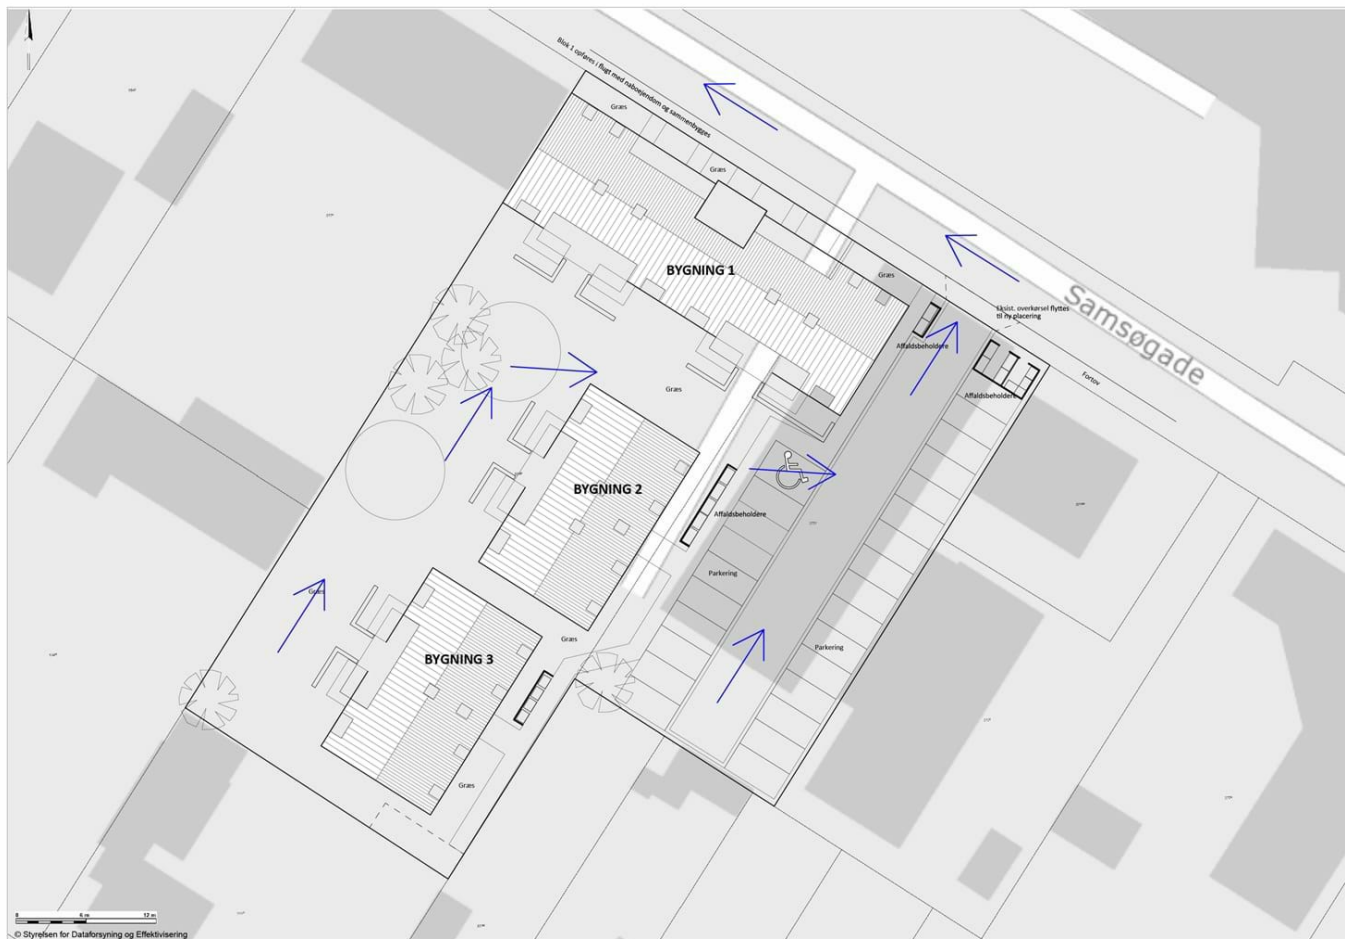 Blok 1 opføres i flugt med naboejendom og sammenbygges
Græs
Græs
BYGNING 1
Græs
Samsøgade
Eksist. overkørsel flyttes
til ny placering
Affaldsbeholdere
Fortov
Græs
Affaldsbeholdere
BYGNING 2
Affaldsbeholdere
Parkering
Græs
Græs
Parkering
BYGNING 3
Græs
0 6 m 12 m
© Styrelsen for Dataforsyning og Effektivisering